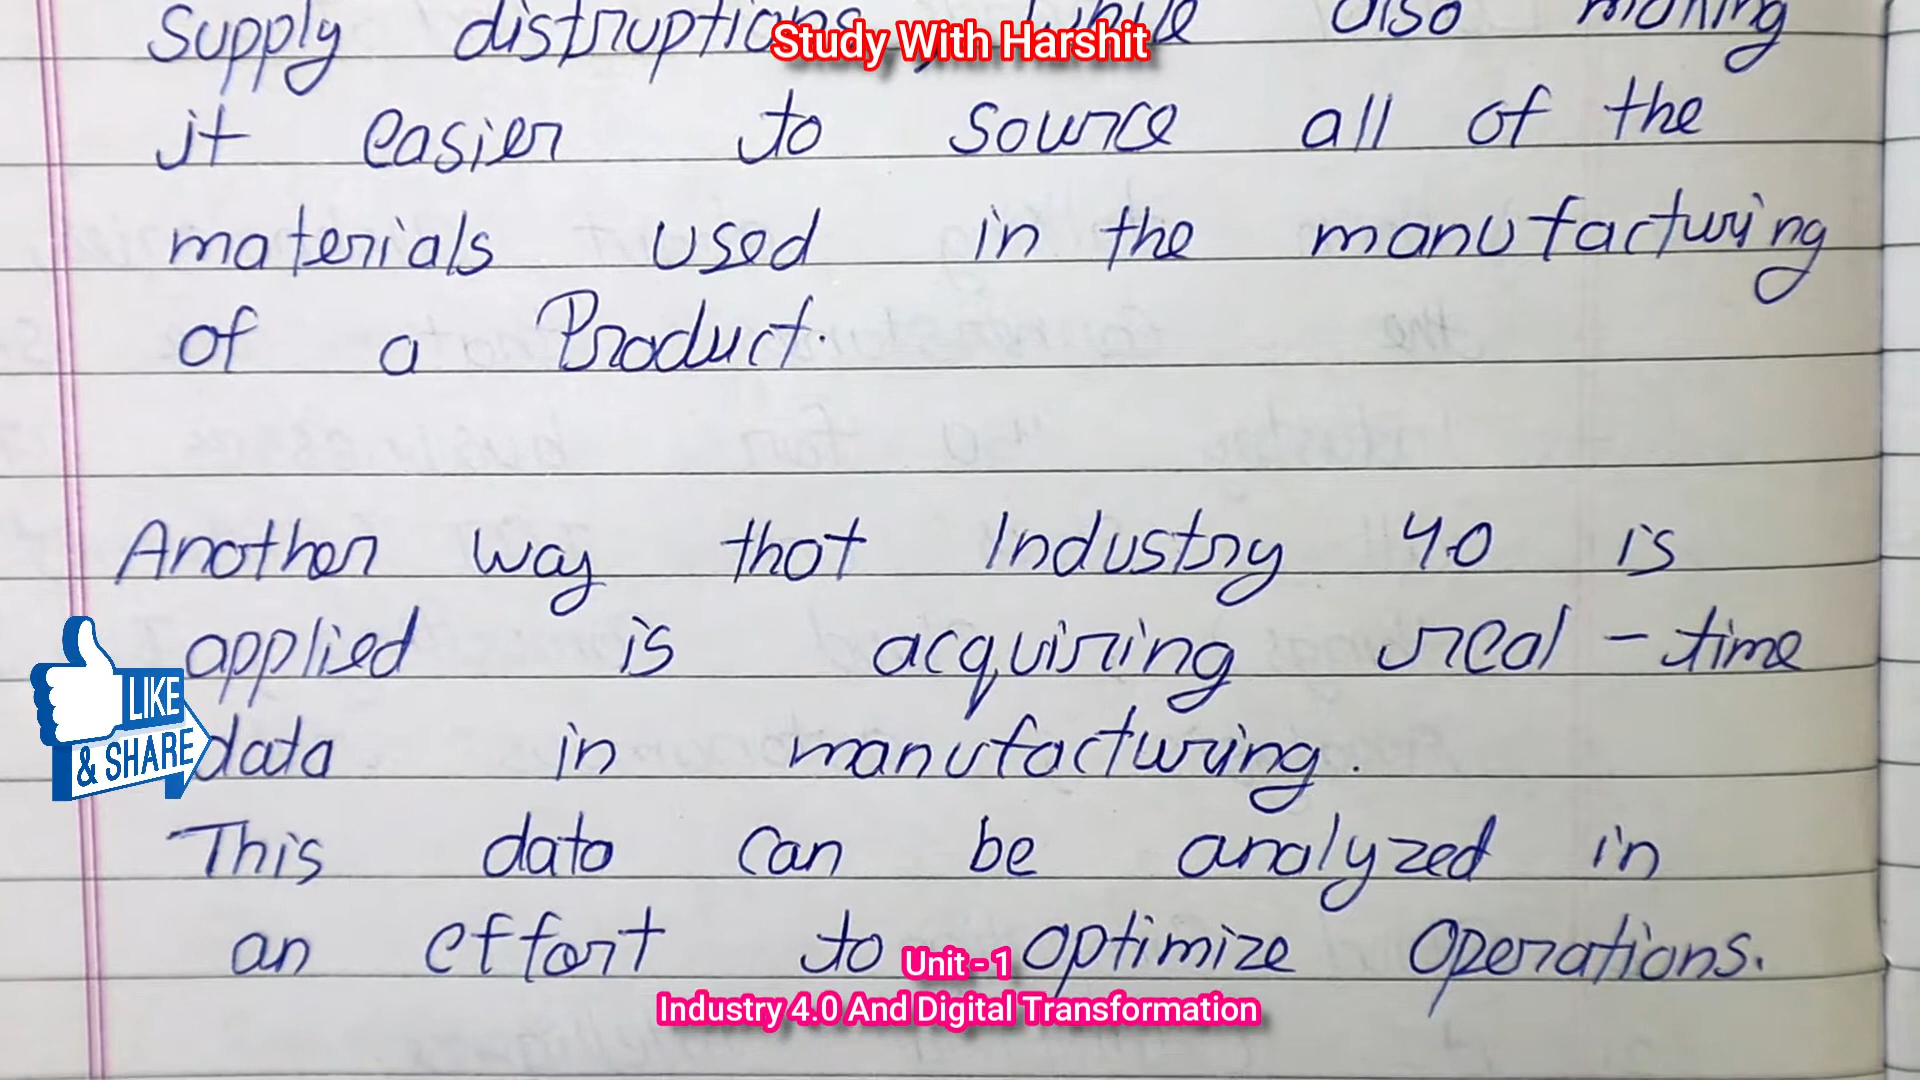 Supply distruptions, while also making
Study With Harshit
it easier to source all of the
materials used in the manufacturing
of a Product.
Another way that Industry 4.0 is
applied is acquiring real - time
LIKE
& SHARE
data in manufacturing.
This data can be analyzed in
an effort to optimize operations.
Unit - 1
Industry 4.0 And Digital Transformation